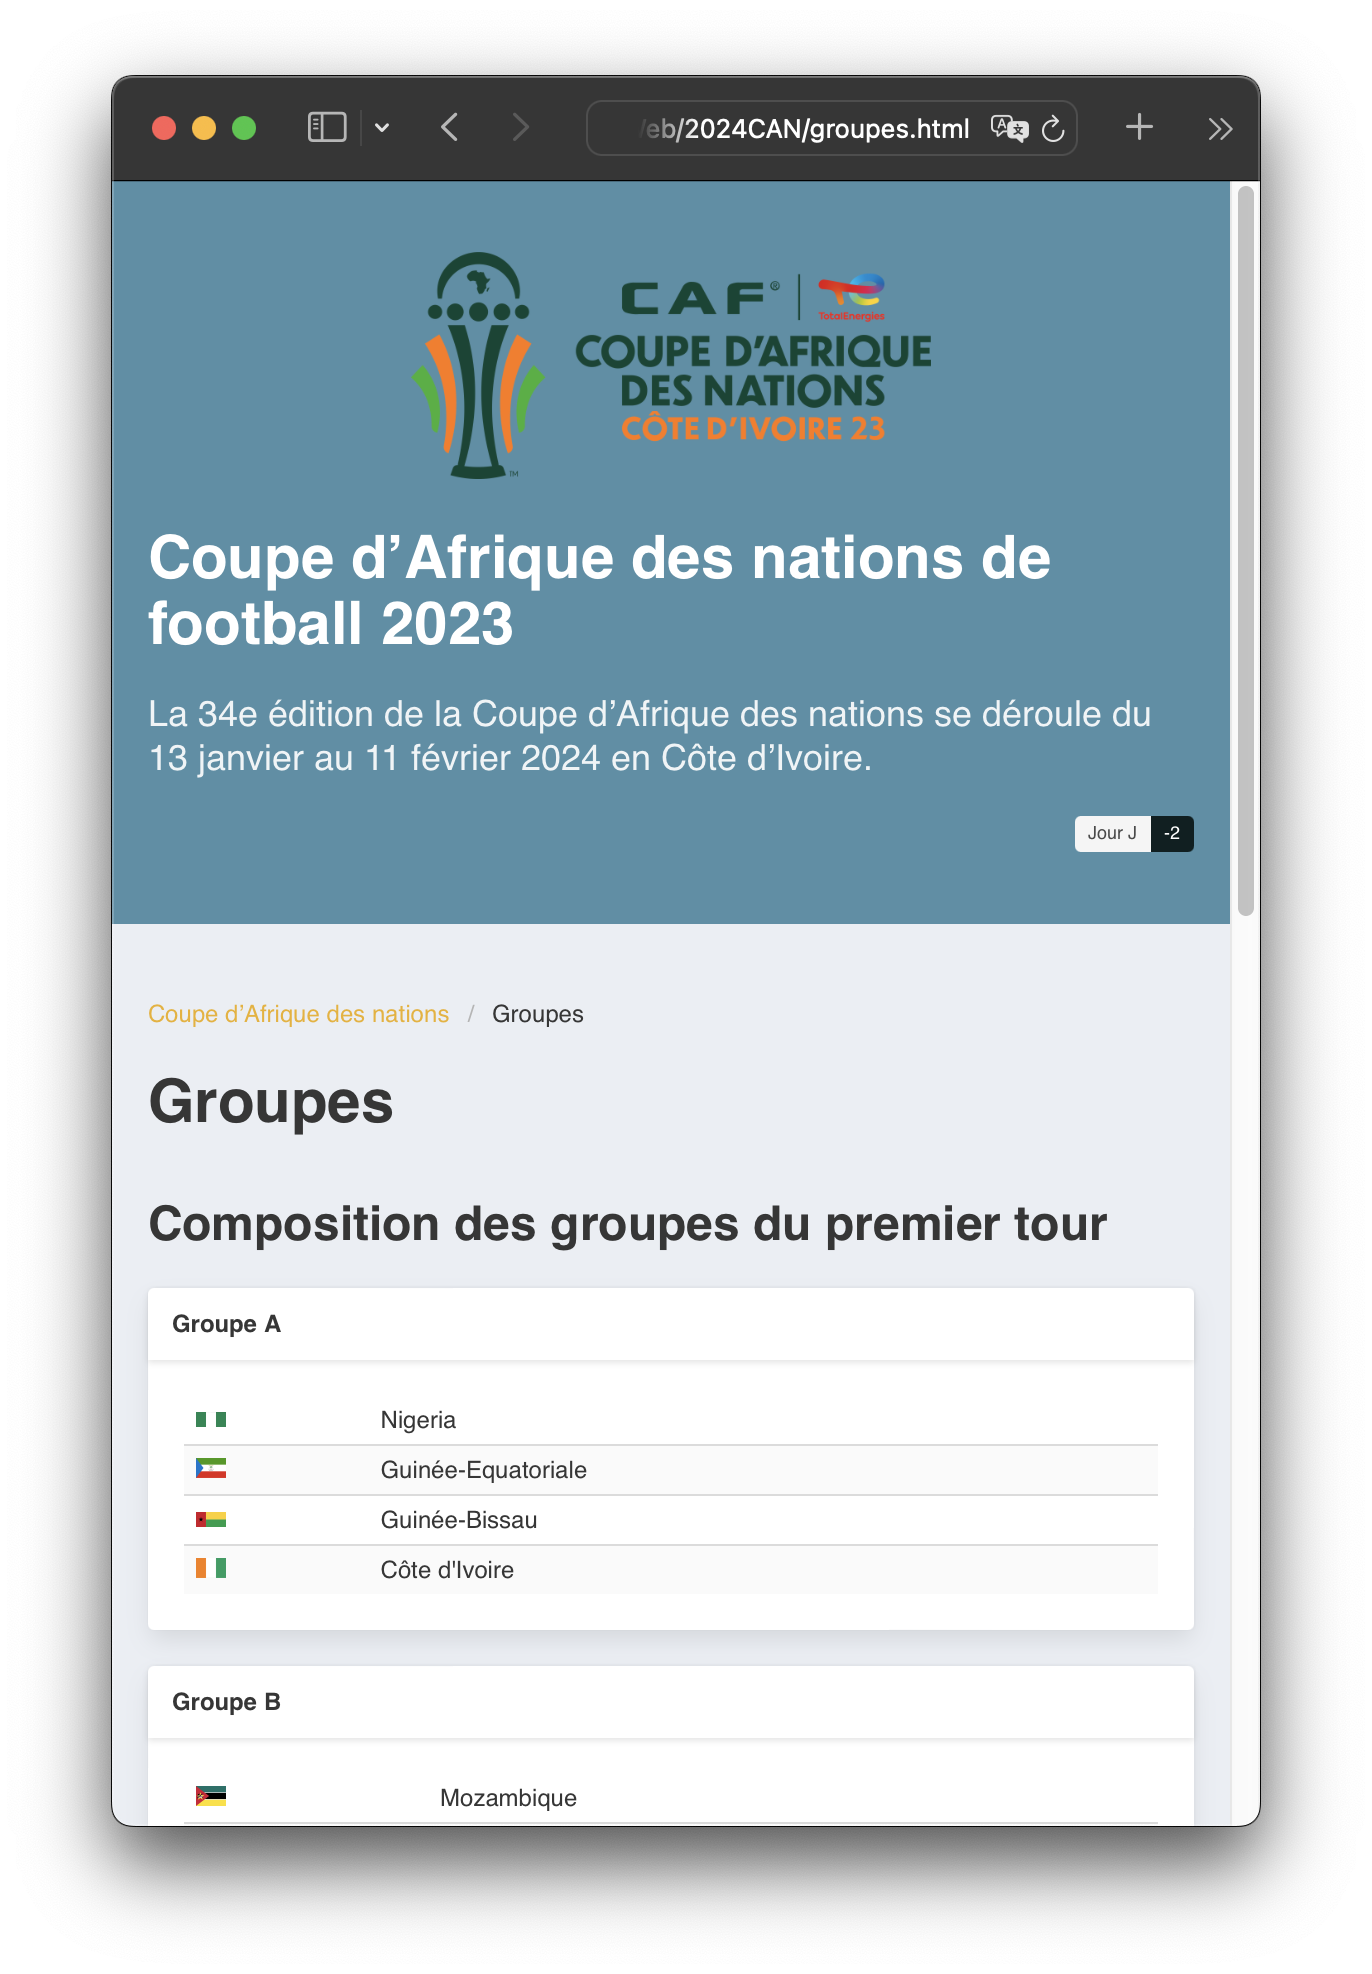 /eb/2024CAN/groupes.html
CAF® | TotalEnergies
COUPE D’AFRIQUE
DES NATIONS
CÔTE D’IVOIRE 23
TM
Coupe d’Afrique des nations de
football 2023
La 34e édition de la Coupe d’Afrique des nations se déroule du
13 janvier au 11 février 2024 en Côte d’Ivoire.
Jour J -2
Coupe d’Afrique des nations / Groupes
Groupes
Composition des groupes du premier tour
Groupe A
Nigeria
Guinée-Equatoriale
Guinée-Bissau
Côte d'Ivoire
Groupe B
Mozambique